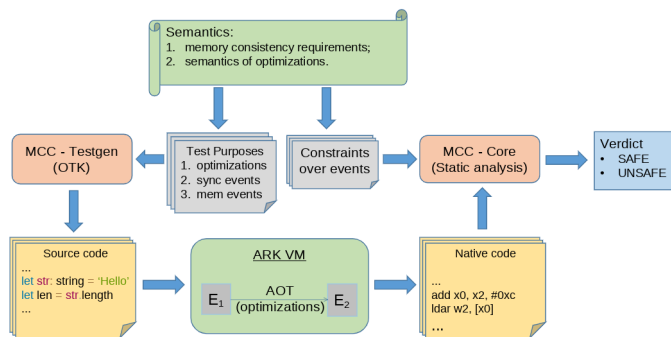 Semantics:
1. memory consistency requirements;
2. semantics of optimizations.
MCC - Testgen
(OTK)
Test Purposes
1. optimizations
2. sync events
3. mem events
Constraints
over events
MCC - Core
(Static analysis)
Verdict
• SAFE
• UNSAFE
Source code
...
let str: string = 'Hello'
let len = str.length
...
ARK VM
E1
AOT
(optimizations)
E2
Native code
...
add x0, x2, #0xc
ldar w2, [x0]
...